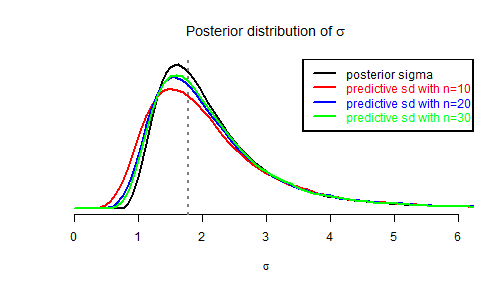 Posterior distribution of σ
posterior sigma
predictive sd with n=10
predictive sd with n=20
predictive sd with n=30
0 1 2 3 4 5 6
σ